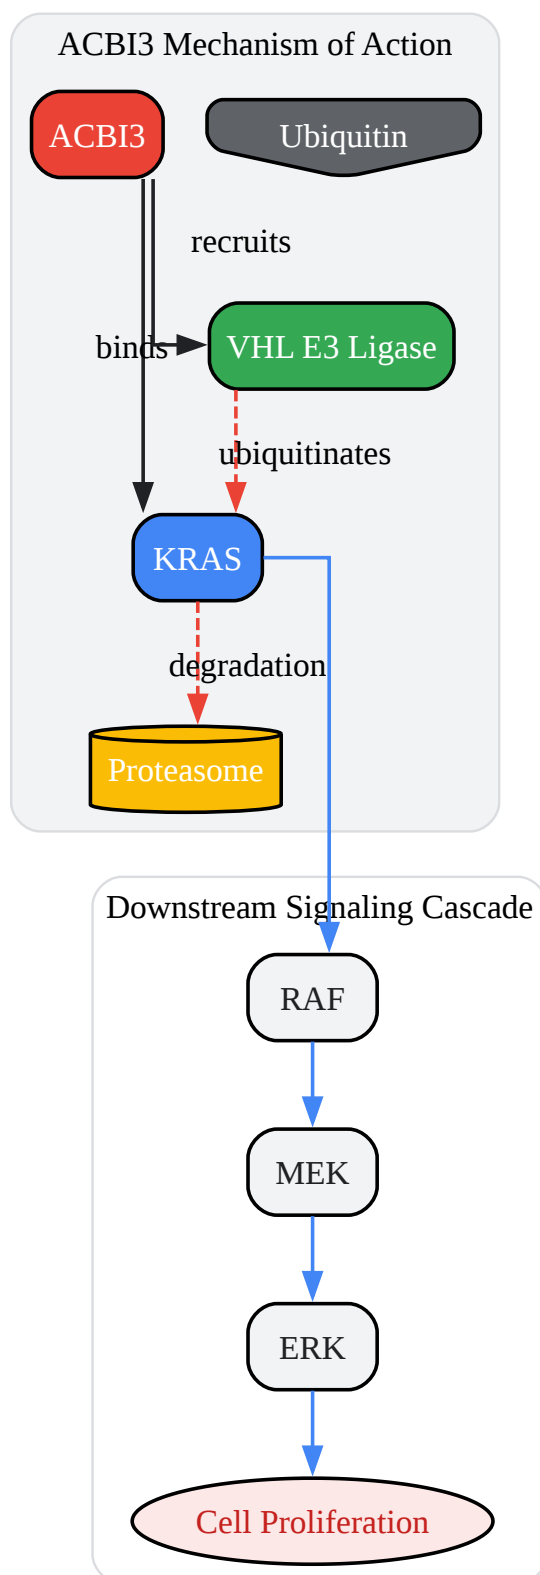 ACBI3 Mechanism of Action
ACBI3
Ubiquitin
recruits
binds
VHL E3 Ligase
ubiquitinates
KRAS
degradation
Proteasome
Downstream Signaling Cascade
RAF
MEK
ERK
Cell Proliferation